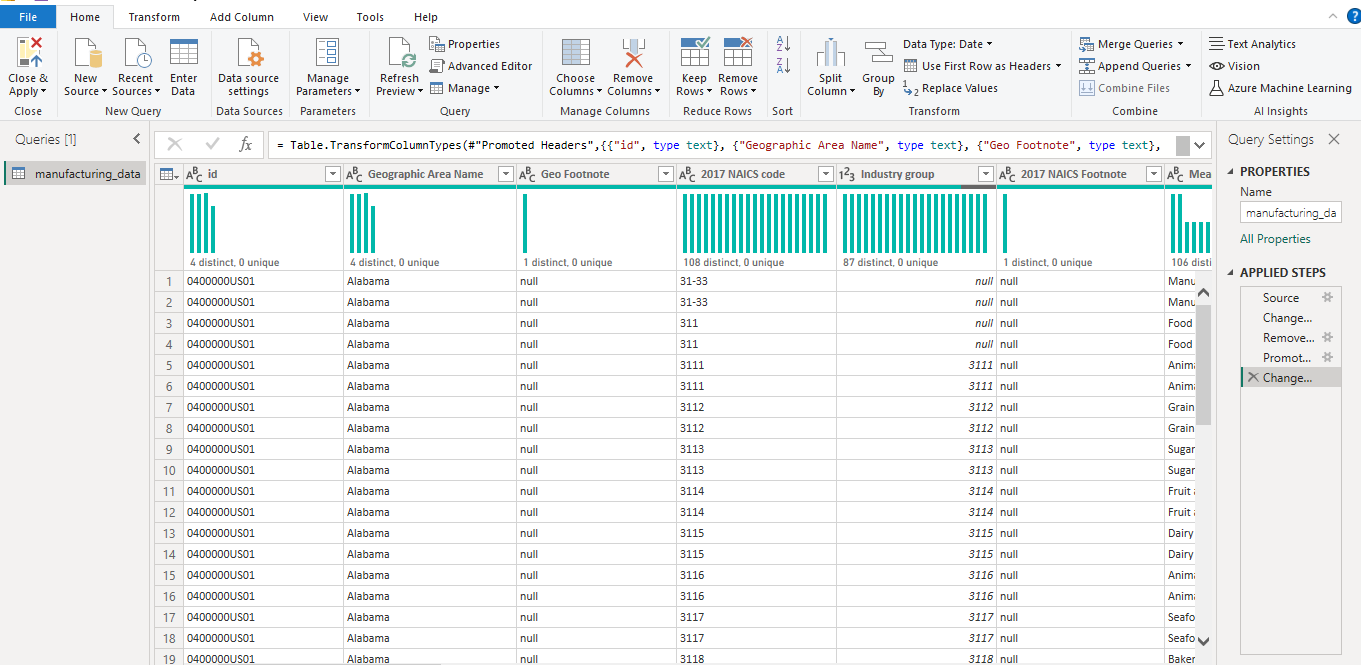 File Home Transform Add Column View Tools Help
Close & Apply New Source Recent Sources Enter Data Data source settings Manage Parameters Refresh Preview Properties Advanced Editor Manage Choose Columns Remove Columns Keep Rows Remove Rows Split Column Group By Data Type: Date Use First Row as Headers Replace Values Merge Queries Append Queries Combine Files Text Analytics Vision Azure Machine Learning
Close New Query Data Sources Parameters Query Manage Columns Reduce Rows Sort Transform Combine AI Insights
Queries [1]
manufacturing_data
fx = Table.TransformColumnTypes(#"Promoted Headers",{{"id", type text}, {"Geographic Area Name", type text}, {"Geo Footnote", type text},
id Geographic Area Name Geo Footnote 2017 NAICS code Industry group 2017 NAICS Footnote Mea
4 distinct, 0 unique 4 distinct, 0 unique 1 distinct, 0 unique 108 distinct, 0 unique 87 distinct, 0 unique 1 distinct, 0 unique 106 disti
1 0400000US01 Alabama null 31-33 null null Manu
2 0400000US01 Alabama null 31-33 null null Manu
3 0400000US01 Alabama null 311 null null Food
4 0400000US01 Alabama null 311 null null Food
5 0400000US01 Alabama null 3111 3111 null Anim
6 0400000US01 Alabama null 3111 3111 null Anim
7 0400000US01 Alabama null 3112 3112 null Grain
8 0400000US01 Alabama null 3112 3112 null Grain
9 0400000US01 Alabama null 3113 3113 null Sugar
10 0400000US01 Alabama null 3113 3113 null Sugar
11 0400000US01 Alabama null 3114 3114 null Fruit
12 0400000US01 Alabama null 3114 3114 null Fruit
13 0400000US01 Alabama null 3115 3115 null Dairy
14 0400000US01 Alabama null 3115 3115 null Dairy
15 0400000US01 Alabama null 3116 3116 null Anim
16 0400000US01 Alabama null 3116 3116 null Anim
17 0400000US01 Alabama null 3117 3117 null Seafo
18 0400000US01 Alabama null 3117 3117 null Seafo
19 0400000US01 Alabama null 3118 3118 null Baker
Query Settings
PROPERTIES
Name
manufacturing_da
All Properties
APPLIED STEPS
Source
Change...
Remove...
Promot...
Change...